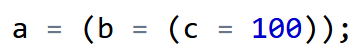 a = (b = (c = 100));